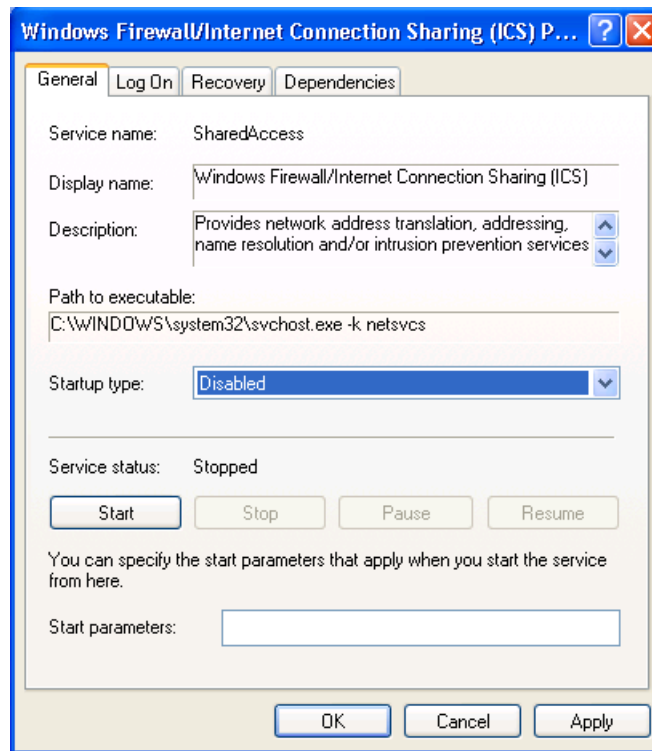 Windows Firewall/Internet Connection Sharing (ICS) P...
General Log On Recovery Dependencies
Service name: SharedAccess
Display name: Windows Firewall/Internet Connection Sharing (ICS)
Description: Provides network address translation, addressing,
name resolution and/or intrusion prevention services
Path to executable:
C:\WINDOWS\system32\svchost.exe -k netsvcs
Startup type: Disabled
Service status: Stopped
Start Stop Pause Resume
You can specify the start parameters that apply when you start the service
from here.
Start parameters:
OK Cancel Apply